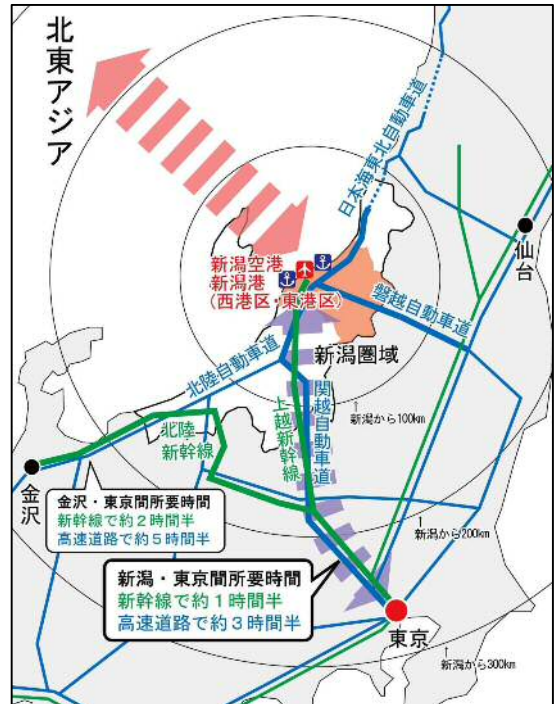 北東アジア
日本海東北自動車道
仙台
新潟空港
新潟港
(西港区・東港区)
磐越自動車道
新潟圏域
北陸自動車道
↑
新潟から100km
関越自動車道
上越新幹線
北陸
新幹線
金沢
金沢・東京間所要時間
新幹線で約2時間半
高速道路で約5時間半
↑
新潟から200km
新潟・東京間所要時間
新幹線で約1時間半
高速道路で約3時間半
東京
↑
新潟から300km